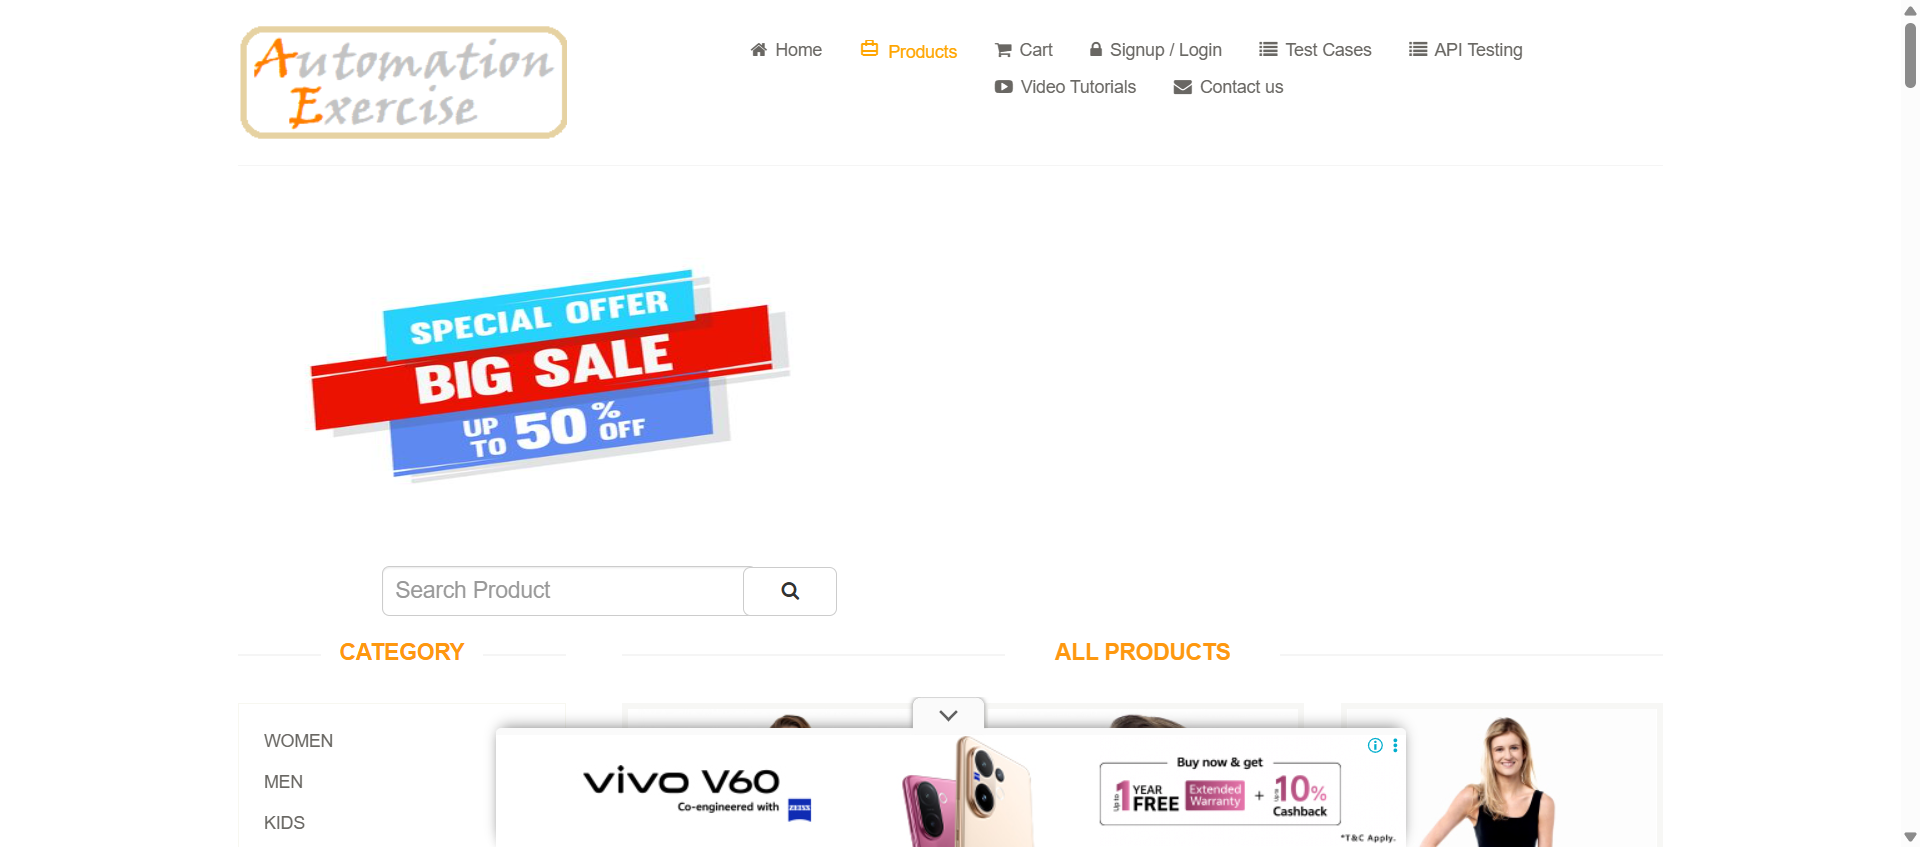 Automation
Exercise
Home
Products
Cart
Signup / Login
Test Cases
API Testing
Video Tutorials
Contact us
SPECIAL OFFER
BIG SALE
UP TO 50% OFF
Search Product
CATEGORY
ALL PRODUCTS
WOMEN
MEN
KIDS
vivo V60
Co-engineered with ZEISS
Buy now & get
Up to 1 YEAR FREE Extended Warranty + Up to 10% Cashback
*T&C Apply.